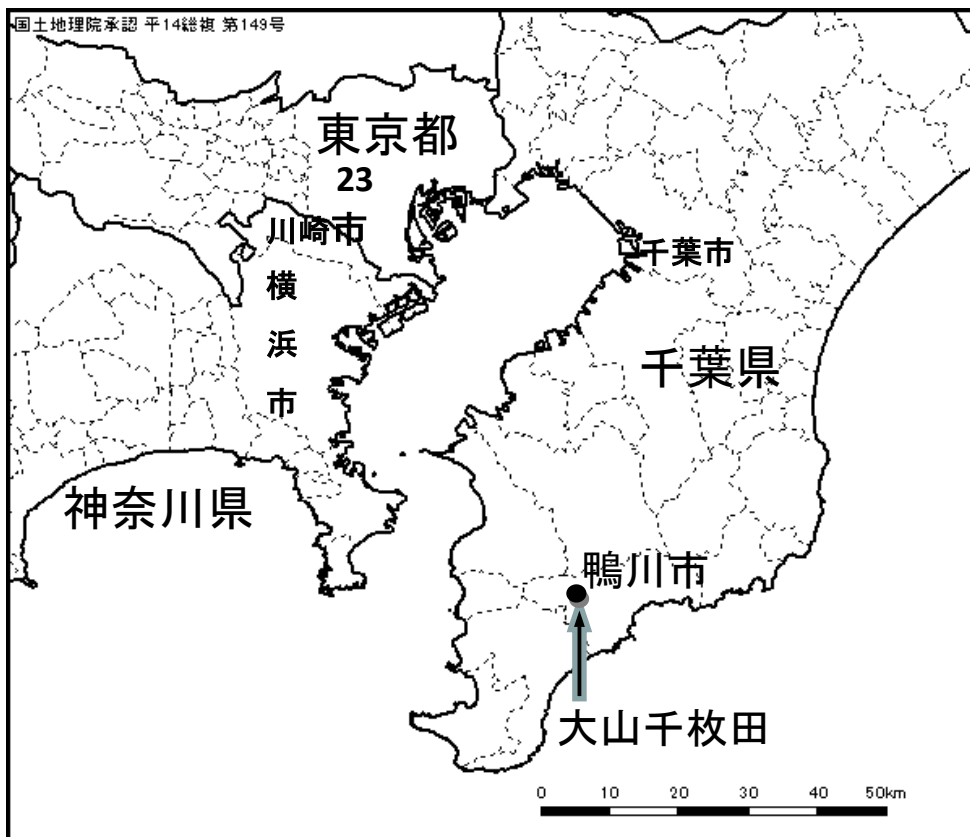 国土地理院承認 平14総複 第149号
東京都
23
川崎市
横
浜
市
千葉市
千葉県
神奈川県
鴨川市
大山千枚田
0 10 20 30 40 50km